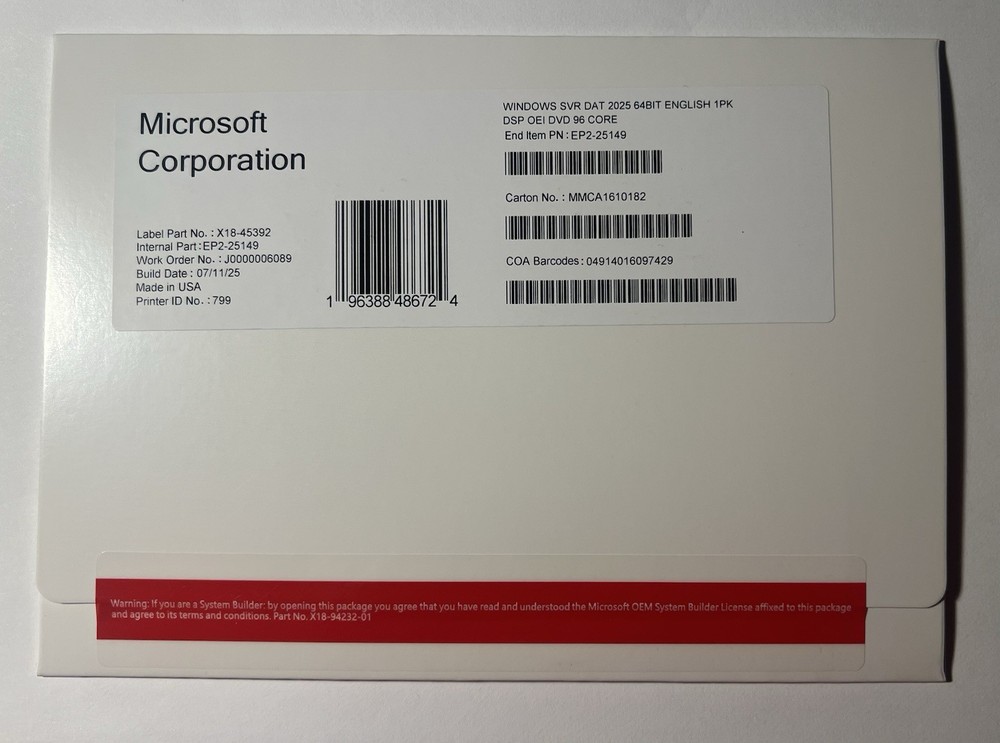 Microsoft
Corporation
Label Part No. : X18-45392
Internal Part:EP2-25149
Work Order No. : J0000006089
Build Date : 07/11/25
Made in USA
Printer ID No. : 799
1 96388 48672 4
WINDOWS SVR DAT 2025 64BIT ENGLISH 1PK
DSP OEI DVD 96 CORE
End Item PN : EP2-25149
Carton No. : MMCA1610182
COA Barcodes : 04914016097429
Warning: If you are a System Builder: by opening this package you agree that you have read and understood the Microsoft OEM System Builder License affixed to this package
and agree to its terms and conditions. Part No. X18-94232-01